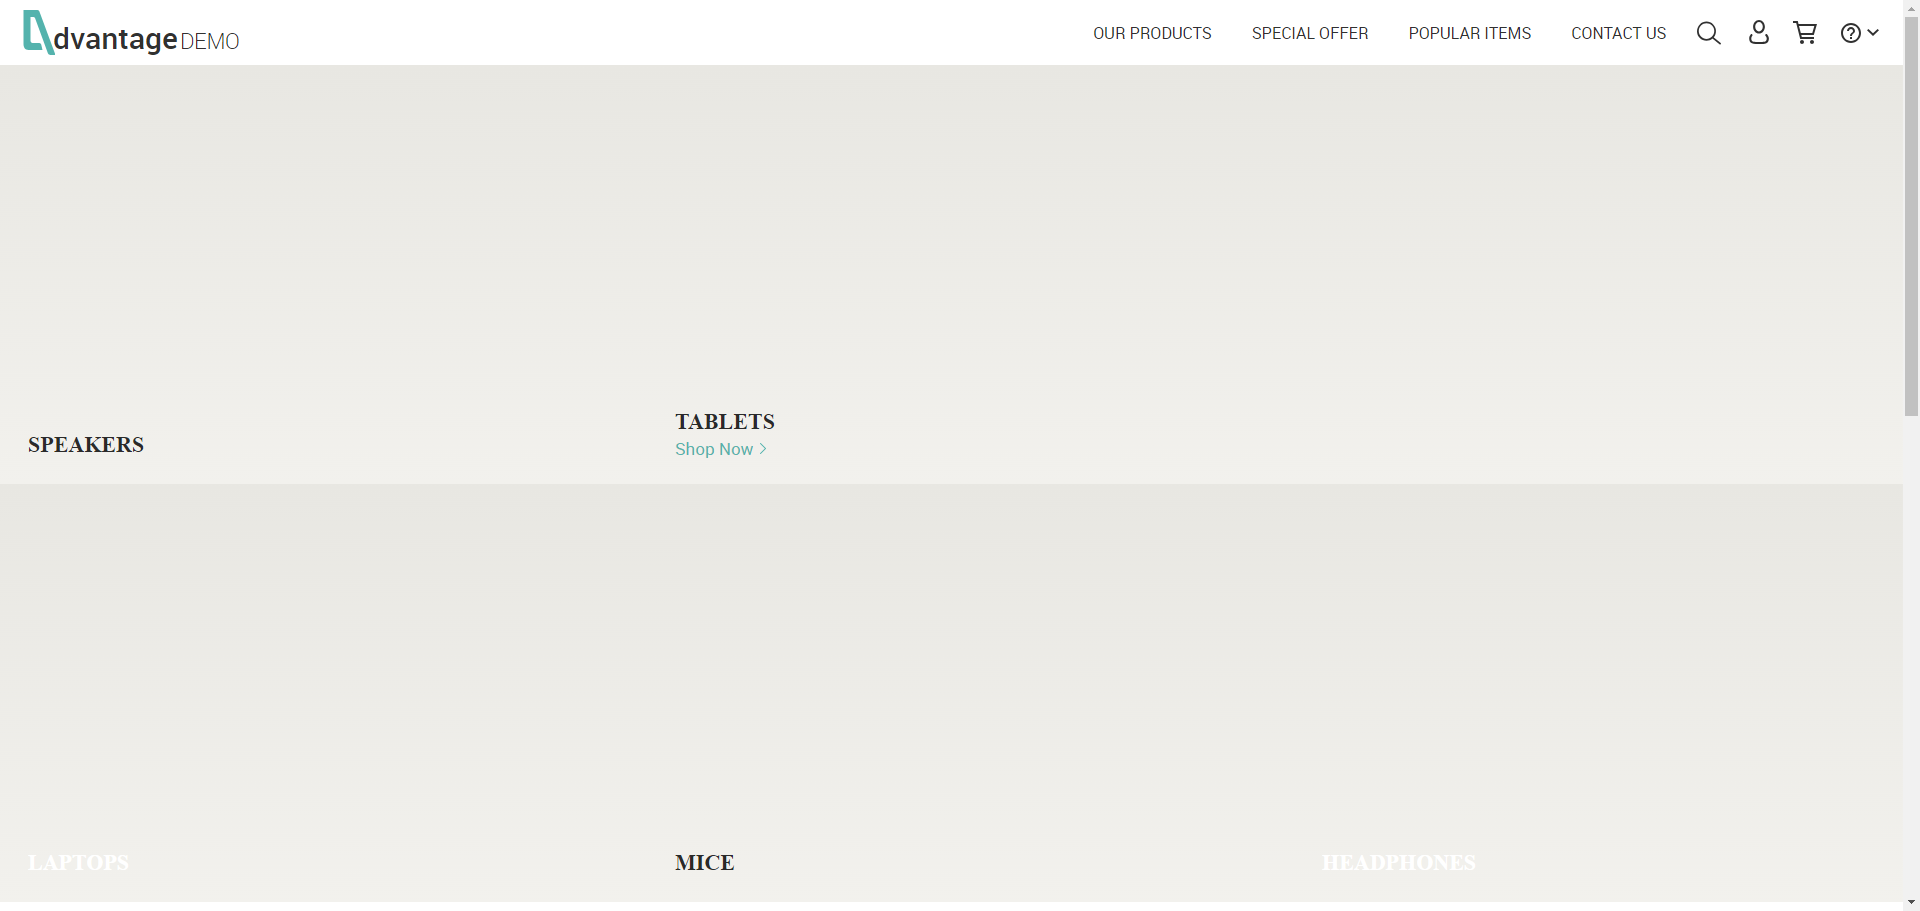 dvantage DEMO
OUR PRODUCTS
SPECIAL OFFER
POPULAR ITEMS
CONTACT US
SPEAKERS
TABLETS
Shop Now
LAPTOPS
MICE
HEADPHONES